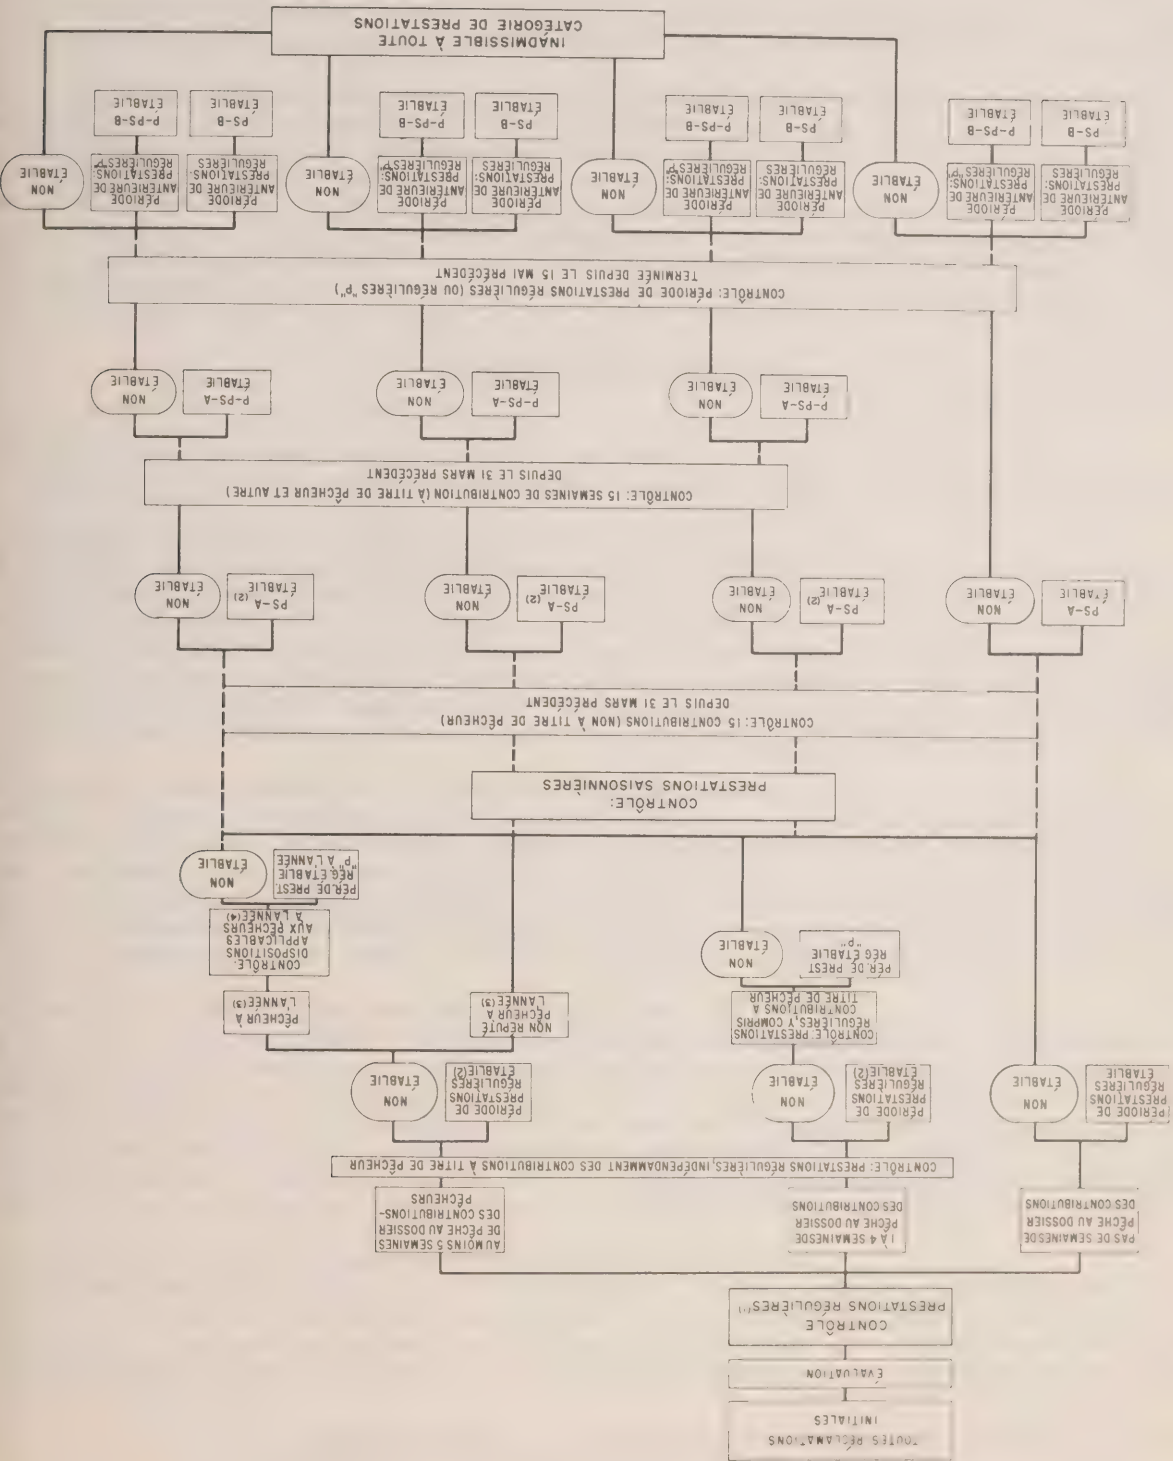 TOUTES RÉCLAMATIONS
INITIALES
ÉVALUATION
CONTRÔLE
PRESTATIONS RÉGULIÈRES(1)
PAS DE SEMAINES DE
PÊCHE AU DOSSIER
DES CONTRIBUTIONS
1 À 4 SEMAINES DE
PÊCHE AU DOSSIER
DES CONTRIBUTIONS
AU MOINS 5 SEMAINES
DE PÊCHE AU DOSSIER
DES CONTRIBUTIONS-
PÊCHEURS
CONTRÔLE: PRESTATIONS RÉGULIÈRES, INDÉPENDAMMENT DES CONTRIBUTIONS À TITRE DE PÊCHEUR
PÉRIODE DE
PRESTATIONS
RÉGULIÈRES
ÉTABLIE
NON
ÉTABLIE
PÉRIODE DE
PRESTATIONS
RÉGULIÈRES
ÉTABLIE(2)
NON
ÉTABLIE
PÉRIODE DE
PRESTATIONS
RÉGULIÈRES
ÉTABLIE(2)
NON
ÉTABLIE
CONTRÔLE: PRESTATIONS
RÉGULIÈRES, Y COMPRIS
CONTRIBUTIONS À
TITRE DE PÊCHEUR
NON RÉPUTÉ
PÊCHEUR À
L'ANNÉE(3)
PÊCHEUR À
L'ANNÉE(3)
PÉR. DE PREST
RÉG ÉTABLIE
"P"
NON
ÉTABLIE
CONTRÔLE:
DISPOSITIONS
APPLICABLES
AUX PÊCHEURS
À L'ANNÉE(4)
PÉR. DE PREST.
RÉG. ÉTABLIE
"P" À L'ANNÉE
NON
ÉTABLIE
CONTRÔLE:
PRESTATIONS SAISONNIÈRES
CONTRÔLE: 15 CONTRIBUTIONS (NON À TITRE DE PÊCHEUR)
DEPUIS LE 31 MARS PRÉCÉDENT
PS-A
ÉTABLIE
NON
ÉTABLIE
PS-A
ÉTABLIE (2)
NON
ÉTABLIE
PS-A
ÉTABLIE (2)
NON
ÉTABLIE
PS-A
ÉTABLIE (2)
NON
ÉTABLIE
CONTRÔLE: 15 SEMAINES DE CONTRIBUTION (À TITRE DE PÊCHEUR ET AUTRE)
DEPUIS LE 31 MARS PRÉCÉDENT
P-PS-A
ÉTABLIE
NON
ÉTABLIE
P-PS-A
ÉTABLIE
NON
ÉTABLIE
P-PS-A
ÉTABLIE
NON
ÉTABLIE
CONTRÔLE: PÉRIODE DE PRESTATIONS RÉGULIÈRES (OU RÉGULIÈRES "P")
TERMINÉE DEPUIS LE 15 MAI PRÉCÉDENT
PÉRIODE
ANTÉRIEURE DE
PRESTATIONS:
RÉGULIÈRES
PÉRIODE
ANTÉRIEURE DE
PRESTATIONS:
RÉGULIÈRES "P"
NON
ÉTABLIE
PÉRIODE
ANTÉRIEURE DE
PRESTATIONS:
RÉGULIÈRES
PÉRIODE
ANTÉRIEURE DE
PRESTATIONS:
RÉGULIÈRES "P"
NON
ÉTABLIE
PÉRIODE
ANTÉRIEURE DE
PRESTATIONS:
RÉGULIÈRES
PÉRIODE
ANTÉRIEURE DE
PRESTATIONS:
RÉGULIÈRES "P"
NON
ÉTABLIE
PÉRIODE
ANTÉRIEURE DE
PRESTATIONS:
RÉGULIÈRES
PÉRIODE
ANTÉRIEURE DE
PRESTATIONS:
RÉGULIÈRES "P"
NON
ÉTABLIE
PS-B
ÉTABLIE
P-PS-B
ÉTABLIE
PS-B
ÉTABLIE
P-PS-B
ÉTABLIE
PS-B
ÉTABLIE
P-PS-B
ÉTABLIE
PS-B
ÉTABLIE
P-PS-B
ÉTABLIE
INADMISSIBLE À TOUTE
CATÉGORIE DE PRESTATIONS